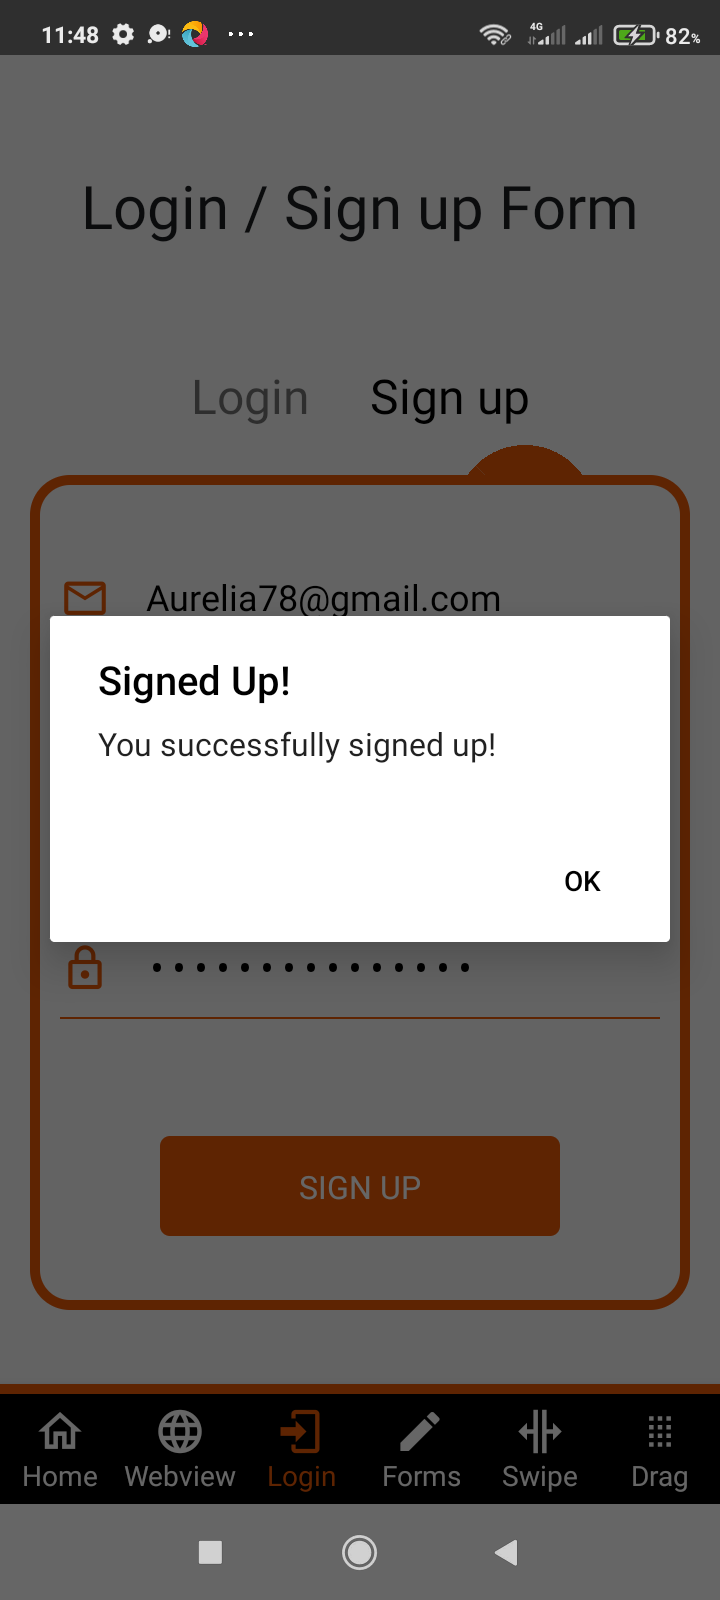 11:48 4G 82%
Login / Sign up Form
Login Sign up
Aurelia78@gmail.com
Signed Up!
You successfully signed up!
OK
• • • • • • • • • • • • • • •
SIGN UP
Home Webview Login Forms Swipe Drag